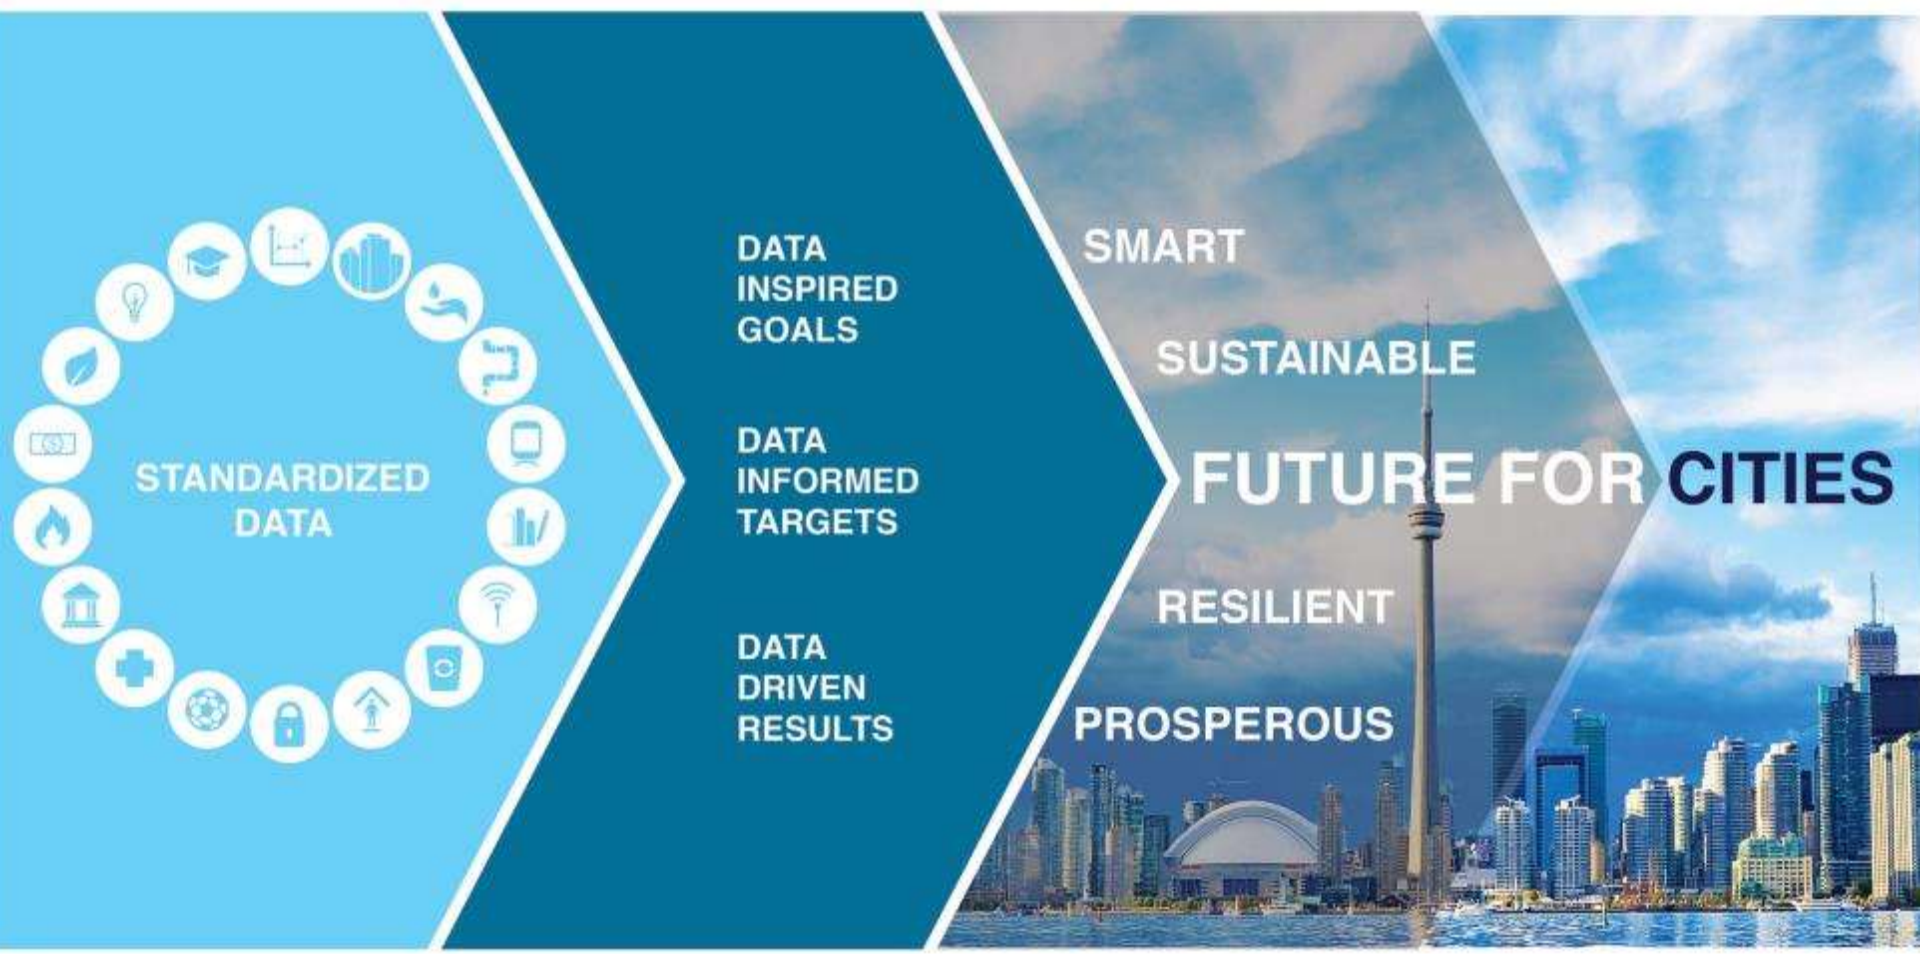 STANDARDIZED
DATA
DATA
INSPIRED
GOALS
DATA
INFORMED
TARGETS
DATA
DRIVEN
RESULTS
SMART
SUSTAINABLE
FUTURE FOR CITIES
RESILIENT
PROSPEROUS